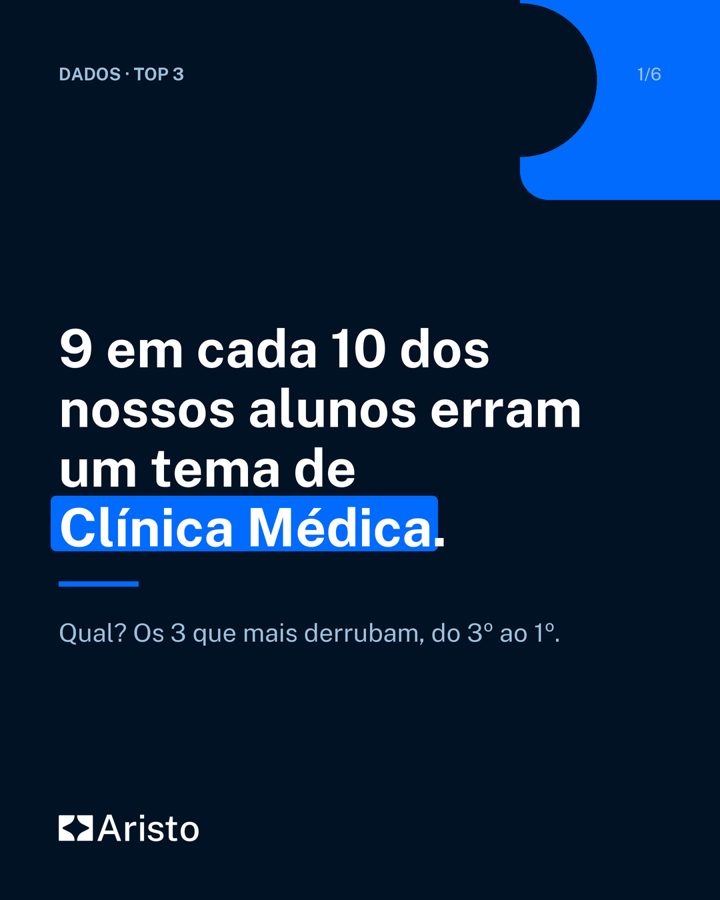 DADOS · TOP 3
1/6
9 em cada 10 dos
nossos alunos erram
um tema de
Clínica Médica.
Qual? Os 3 que mais derrubam, do 3º ao 1º.
Aristo